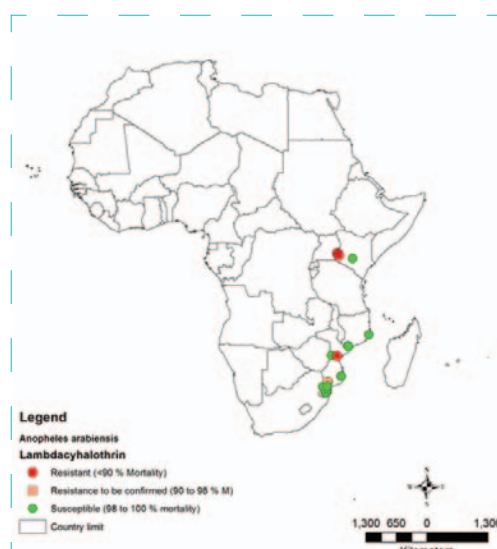 Legend
Anopheles arabiensis
Lambdacyhalothrin
Resistant (<90 % Mortality)
Resistance to be confirmed (90 to 98 % M)
Susceptible (98 to 100 % mortality)
Country limit
N
W E
S
1,300 650 0 1,300